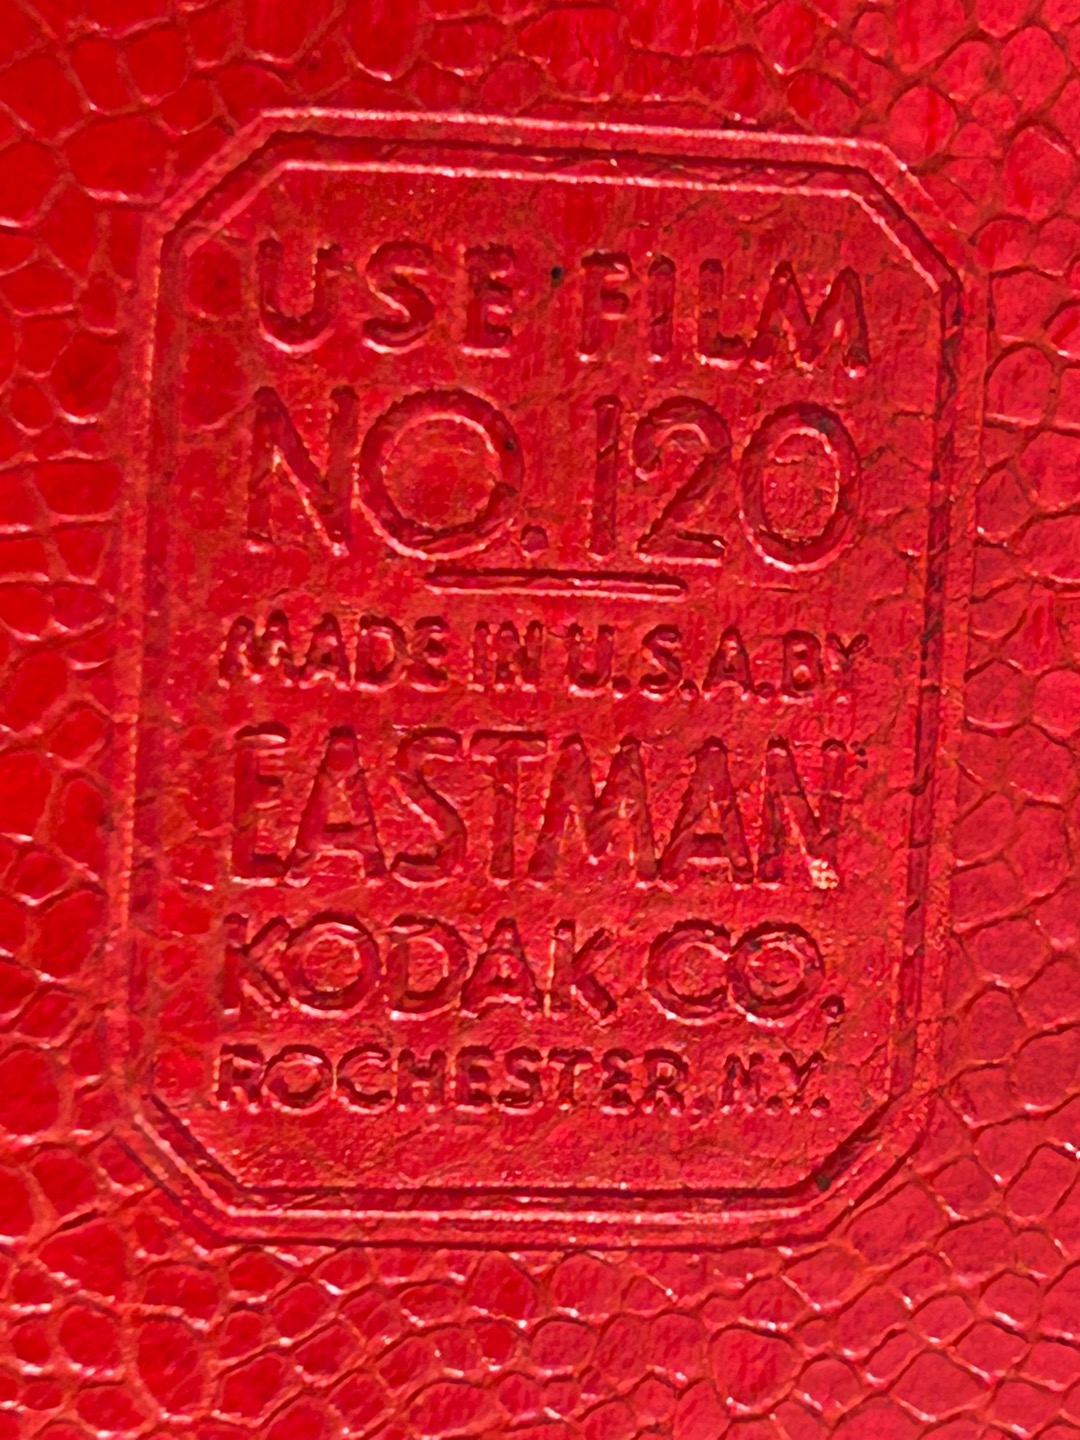 USE FILM
NO. 120
MADE IN U.S.A. BY
EASTMAN
KODAK CO.
ROCHESTER, N.Y.